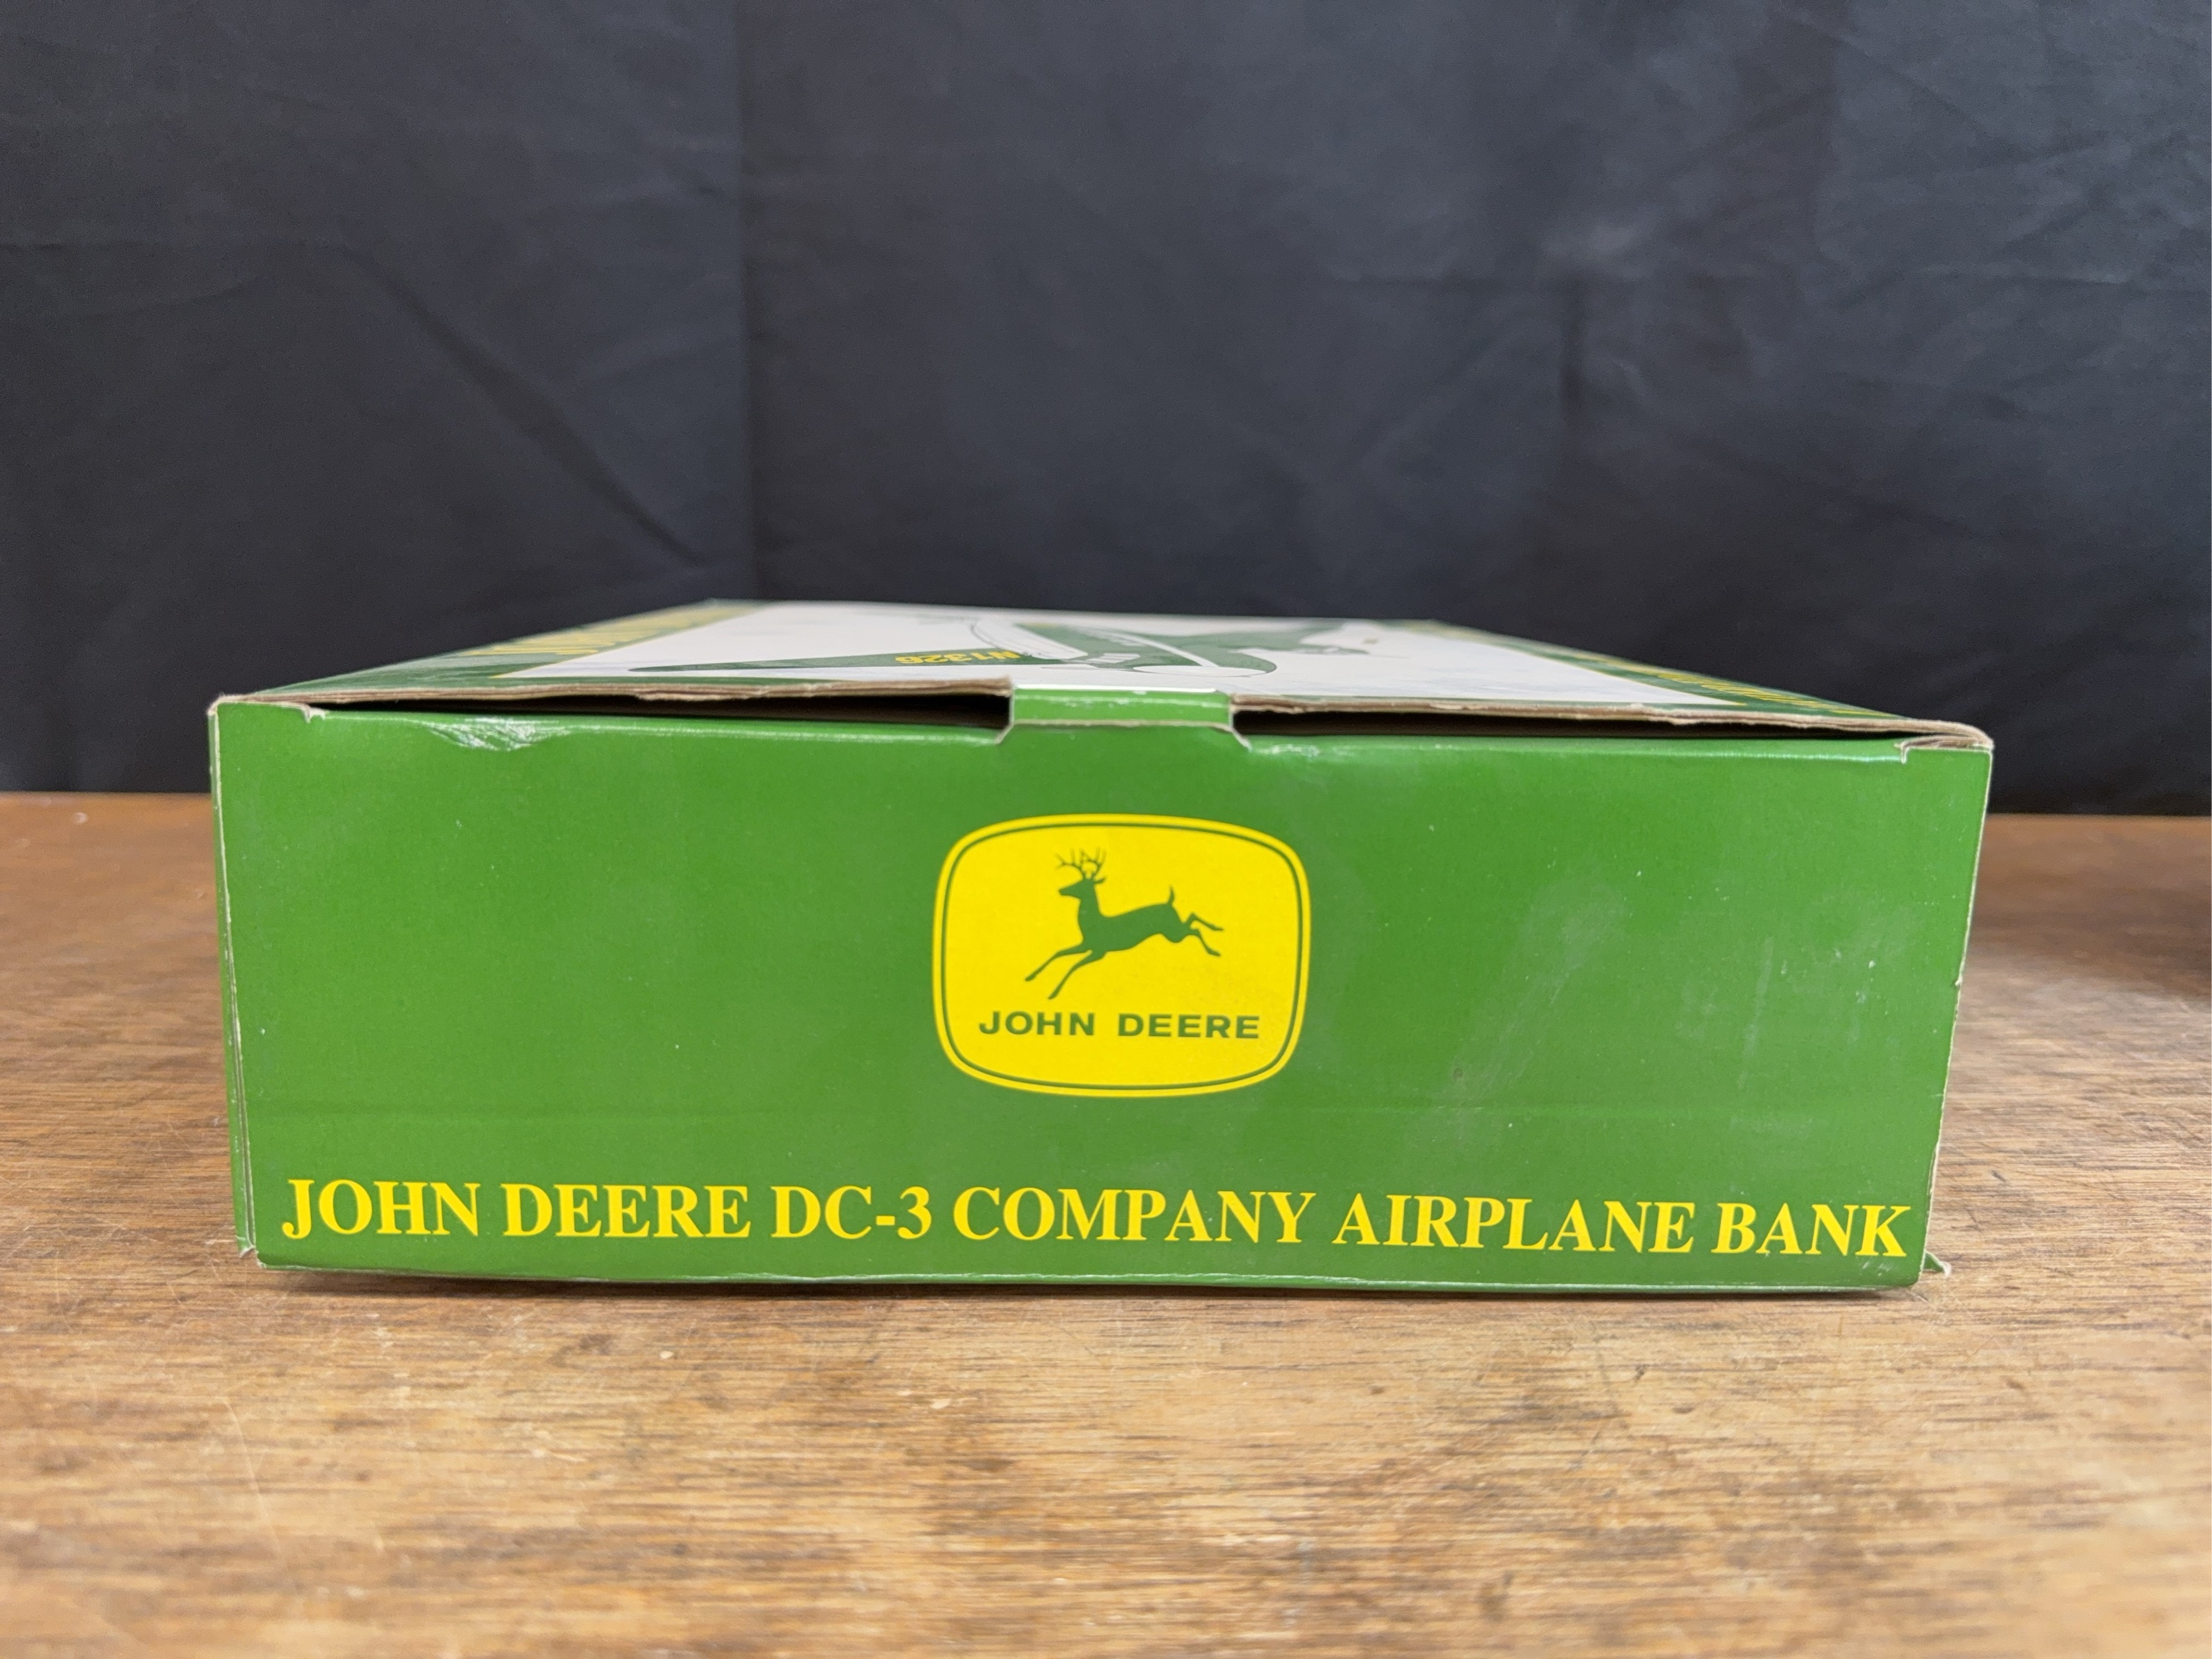 JOHN DEERE
JOHN DEERE DC-3 COMPANY AIRPLANE BANK